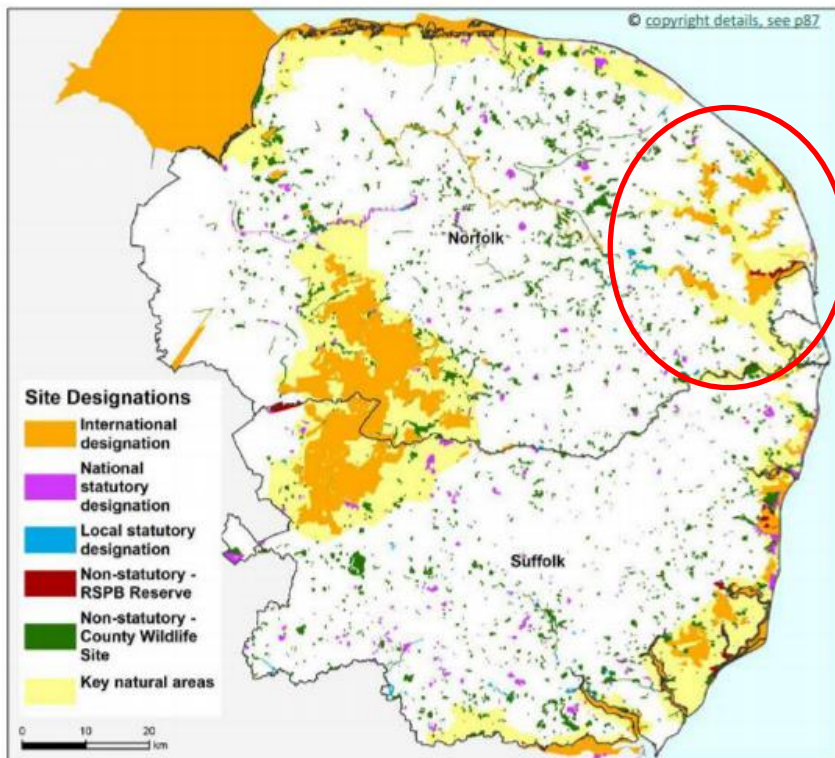 © copyright details, see p87
Norfolk
Suffolk
Site Designations
International
designation
National
statutory
designation
Local statutory
designation
Non-statutory -
RSPB Reserve
Non-statutory -
County Wildlife
Site
Key natural areas
0 10 20
km